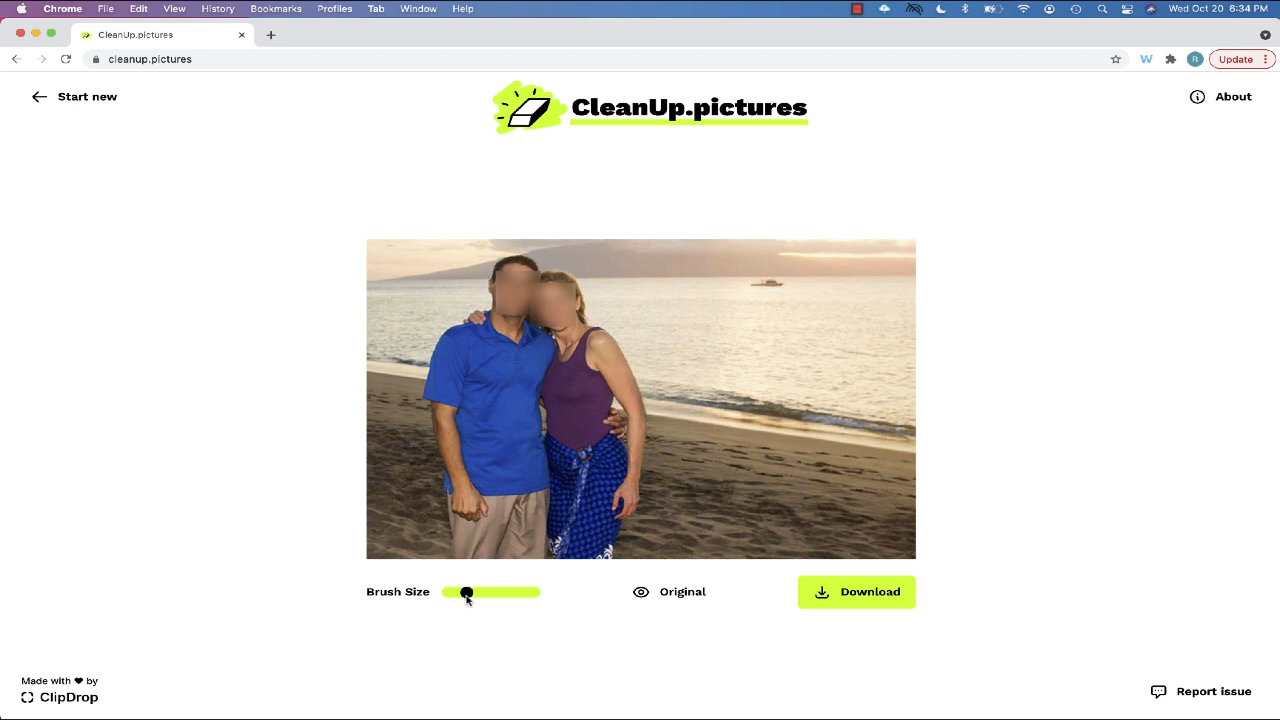 Chrome File Edit View History Bookmarks Profiles Tab Window Help Wed Oct 20 6:34 PM
CleanUp.pictures
cleanup.pictures W R Update
Start new
CleanUp.pictures
About
Brush Size
Original
Download
Made with ❤ by
ClipDrop
Report issue